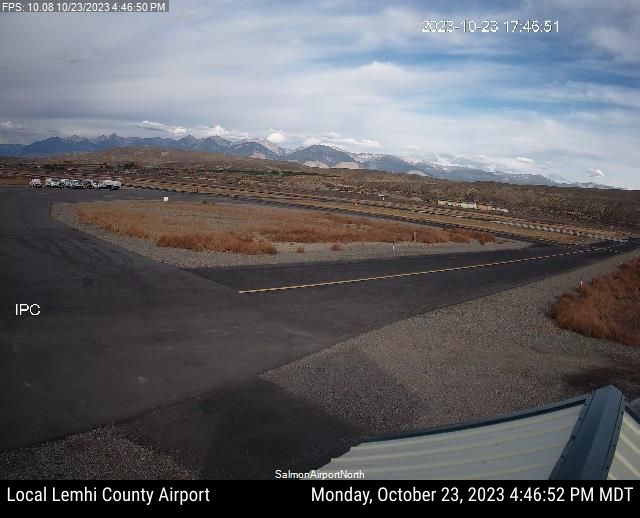 FPS: 10.08 10/23/2023 4:46:50 PM
2023-10-23 17:46:51
IPC
SalmonAirportNorth
Local Lemhi County Airport Monday, October 23, 2023 4:46:52 PM MDT